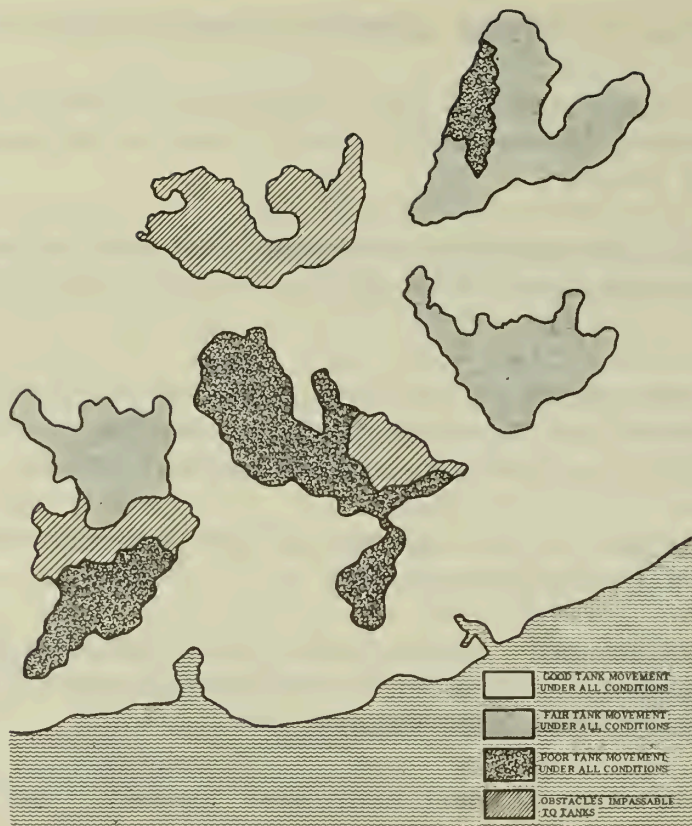 GOOD TANK MOVEMENT
UNDER ALL CONDITIONS
FAIR TANK MOVEMENT
UNDER ALL CONDITIONS
POOR TANK MOVEMENT
UNDER ALL CONDITIONS
OBSTACLES IMPASSABLE
TO TANKS